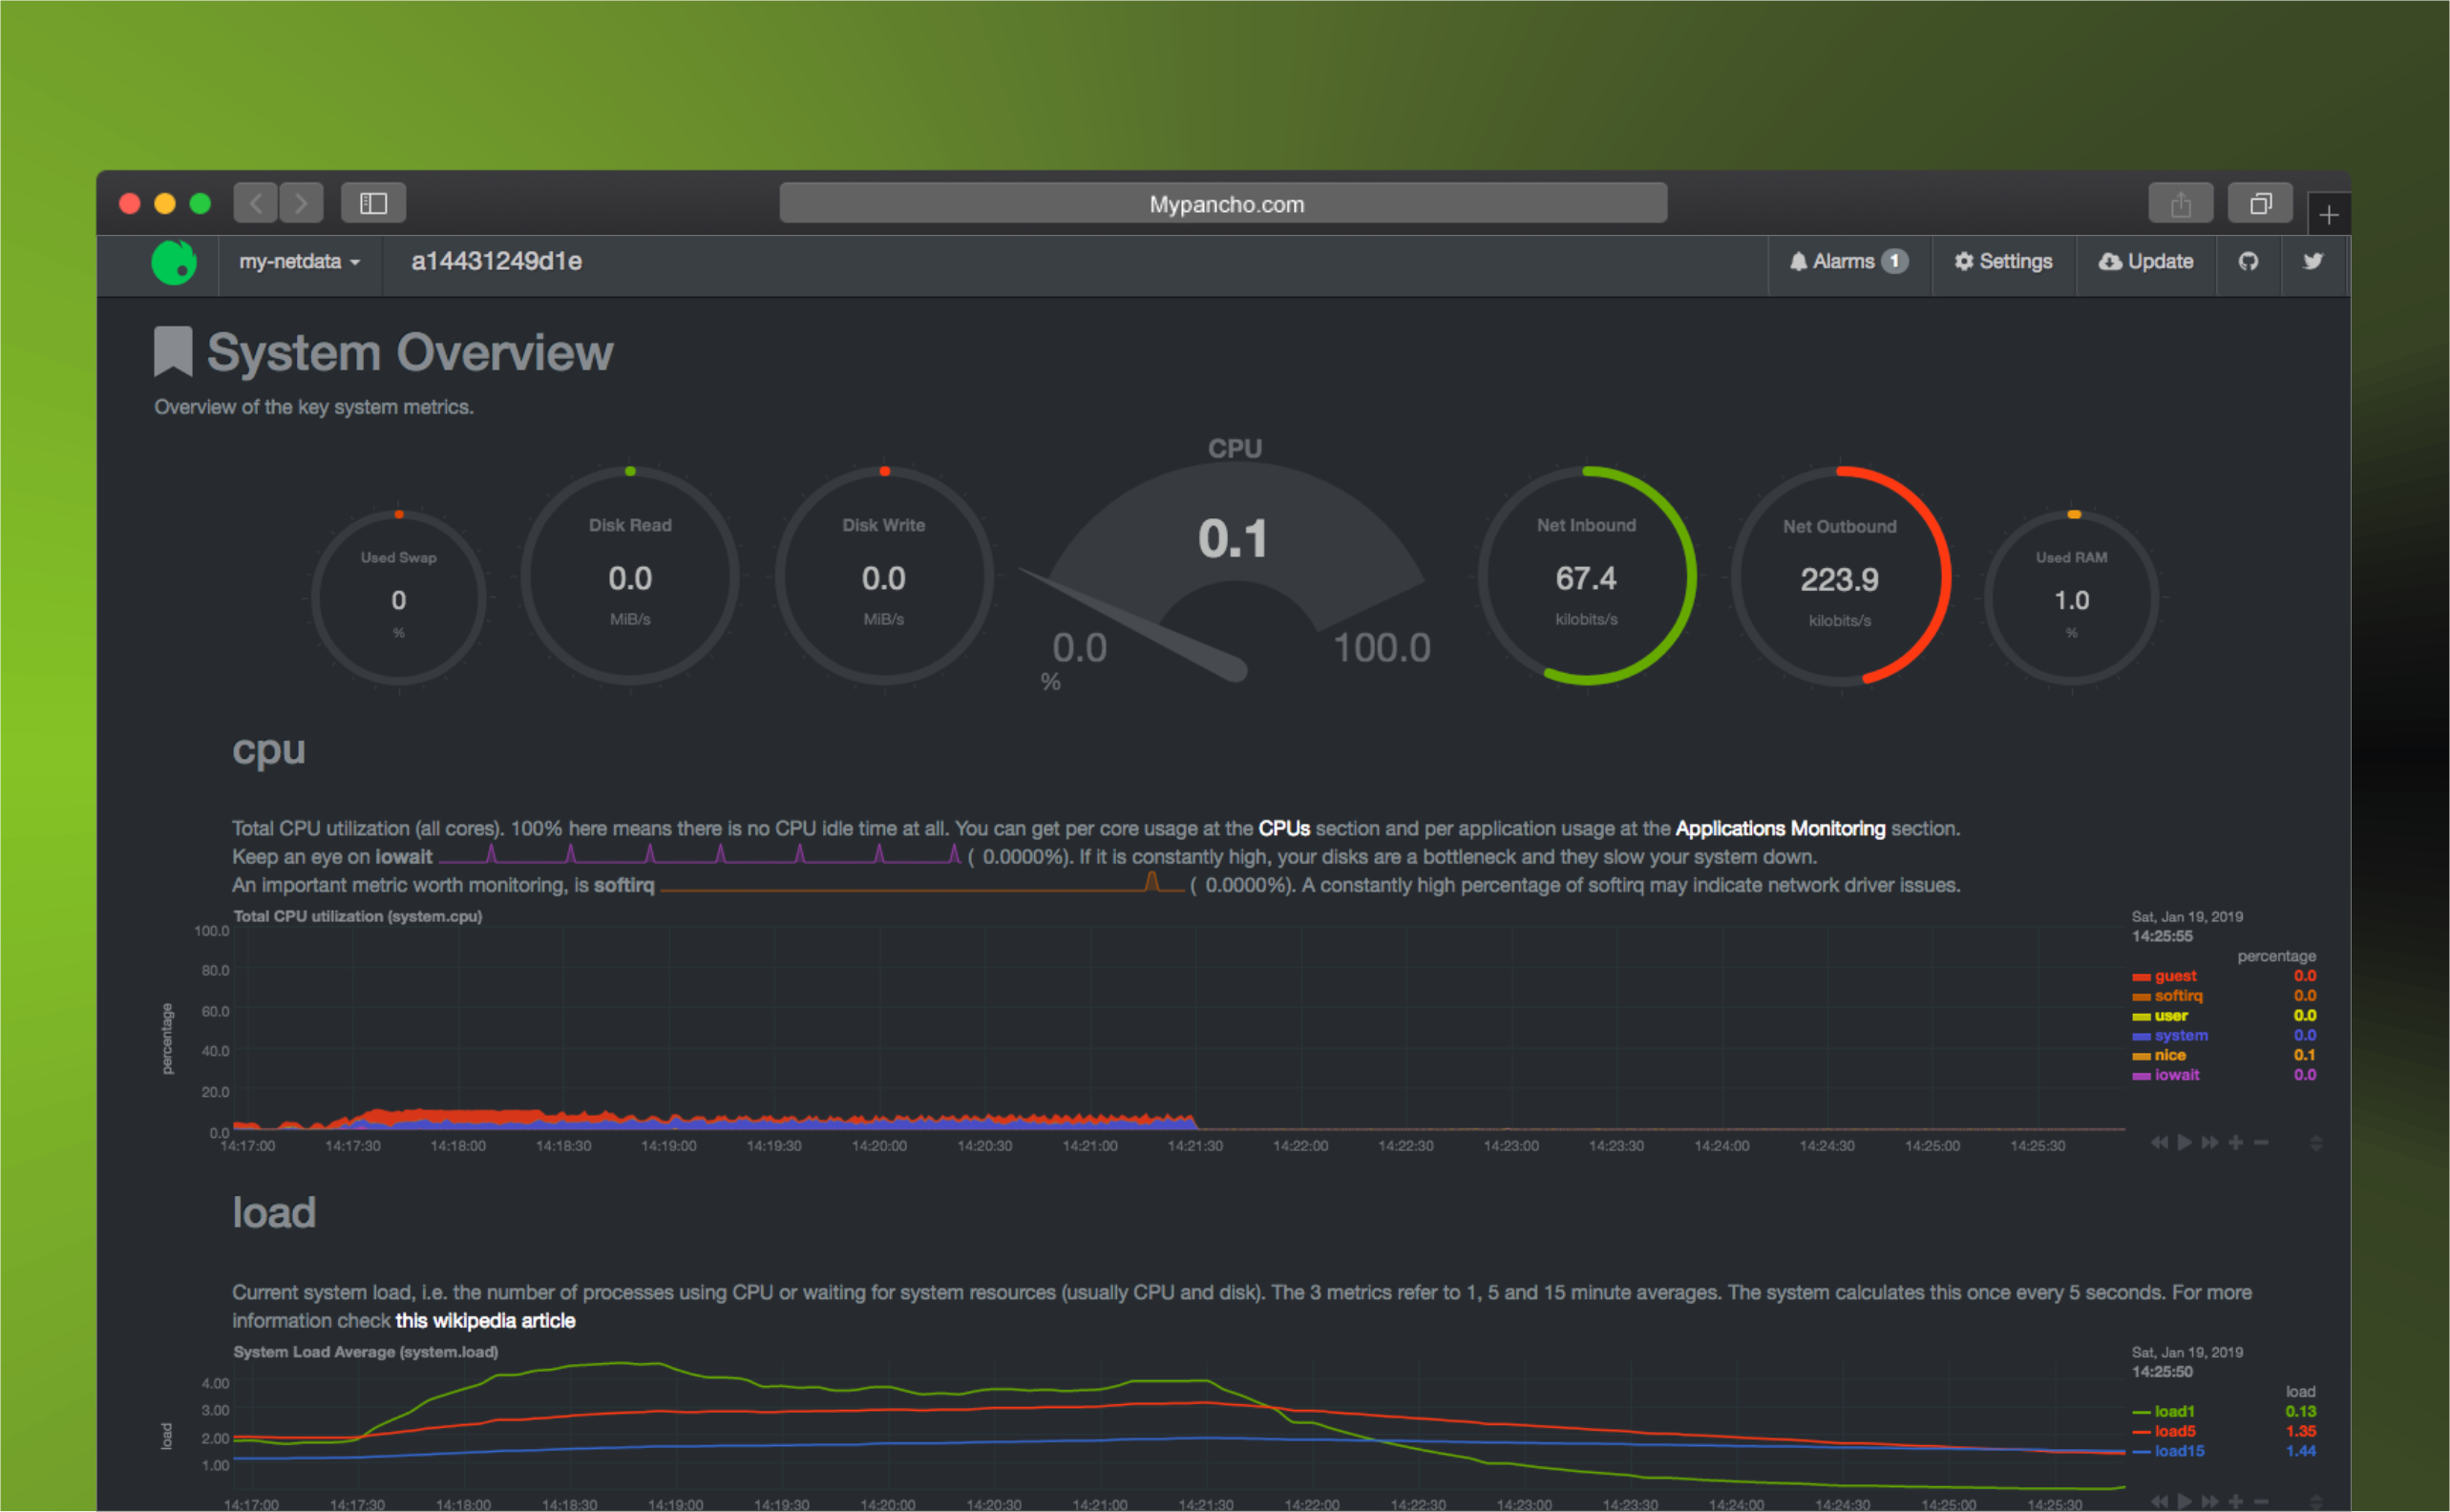 Mypancho.com
my-netdata
a14431249d1e
Alarms 1
Settings
Update
System Overview
Overview of the key system metrics.
Used Swap
0
%
Disk Read
0.0
MiB/s
Disk Write
0.0
MiB/s
CPU
0.1
0.0
100.0
%
Net Inbound
67.4
kilobits/s
Net Outbound
223.9
kilobits/s
Used RAM
1.0
%
cpu
Total CPU utilization (all cores). 100% here means there is no CPU idle time at all. You can get per core usage at the CPUs section and per application usage at the Applications Monitoring section.
Keep an eye on iowait ( 0.0000%). If it is constantly high, your disks are a bottleneck and they slow your system down.
An important metric worth monitoring, is softirq ( 0.0000%). A constantly high percentage of softirq may indicate network driver issues.
Total CPU utilization (system.cpu)
Sat, Jan 19, 2019
14:25:55
percentage
guest 0.0
softirq 0.0
user 0.0
system 0.0
nice 0.1
iowait 0.0
percentage
100.0
80.0
60.0
40.0
20.0
0.0
14:17:00 14:17:30 14:18:00 14:18:30 14:19:00 14:19:30 14:20:00 14:20:30 14:21:00 14:21:30 14:22:00 14:22:30 14:23:00 14:23:30 14:24:00 14:24:30 14:25:00 14:25:30
load
Current system load, i.e. the number of processes using CPU or waiting for system resources (usually CPU and disk). The 3 metrics refer to 1, 5 and 15 minute averages. The system calculates this once every 5 seconds. For more
information check this wikipedia article
System Load Average (system.load)
Sat, Jan 19, 2019
14:25:50
load
load1 0.13
load5 1.35
load15 1.44
load
4.00
3.00
2.00
1.00
14:17:00 14:17:30 14:18:00 14:18:30 14:19:00 14:19:30 14:20:00 14:20:30 14:21:00 14:21:30 14:22:00 14:22:30 14:23:00 14:23:30 14:24:00 14:24:30 14:25:00 14:25:30